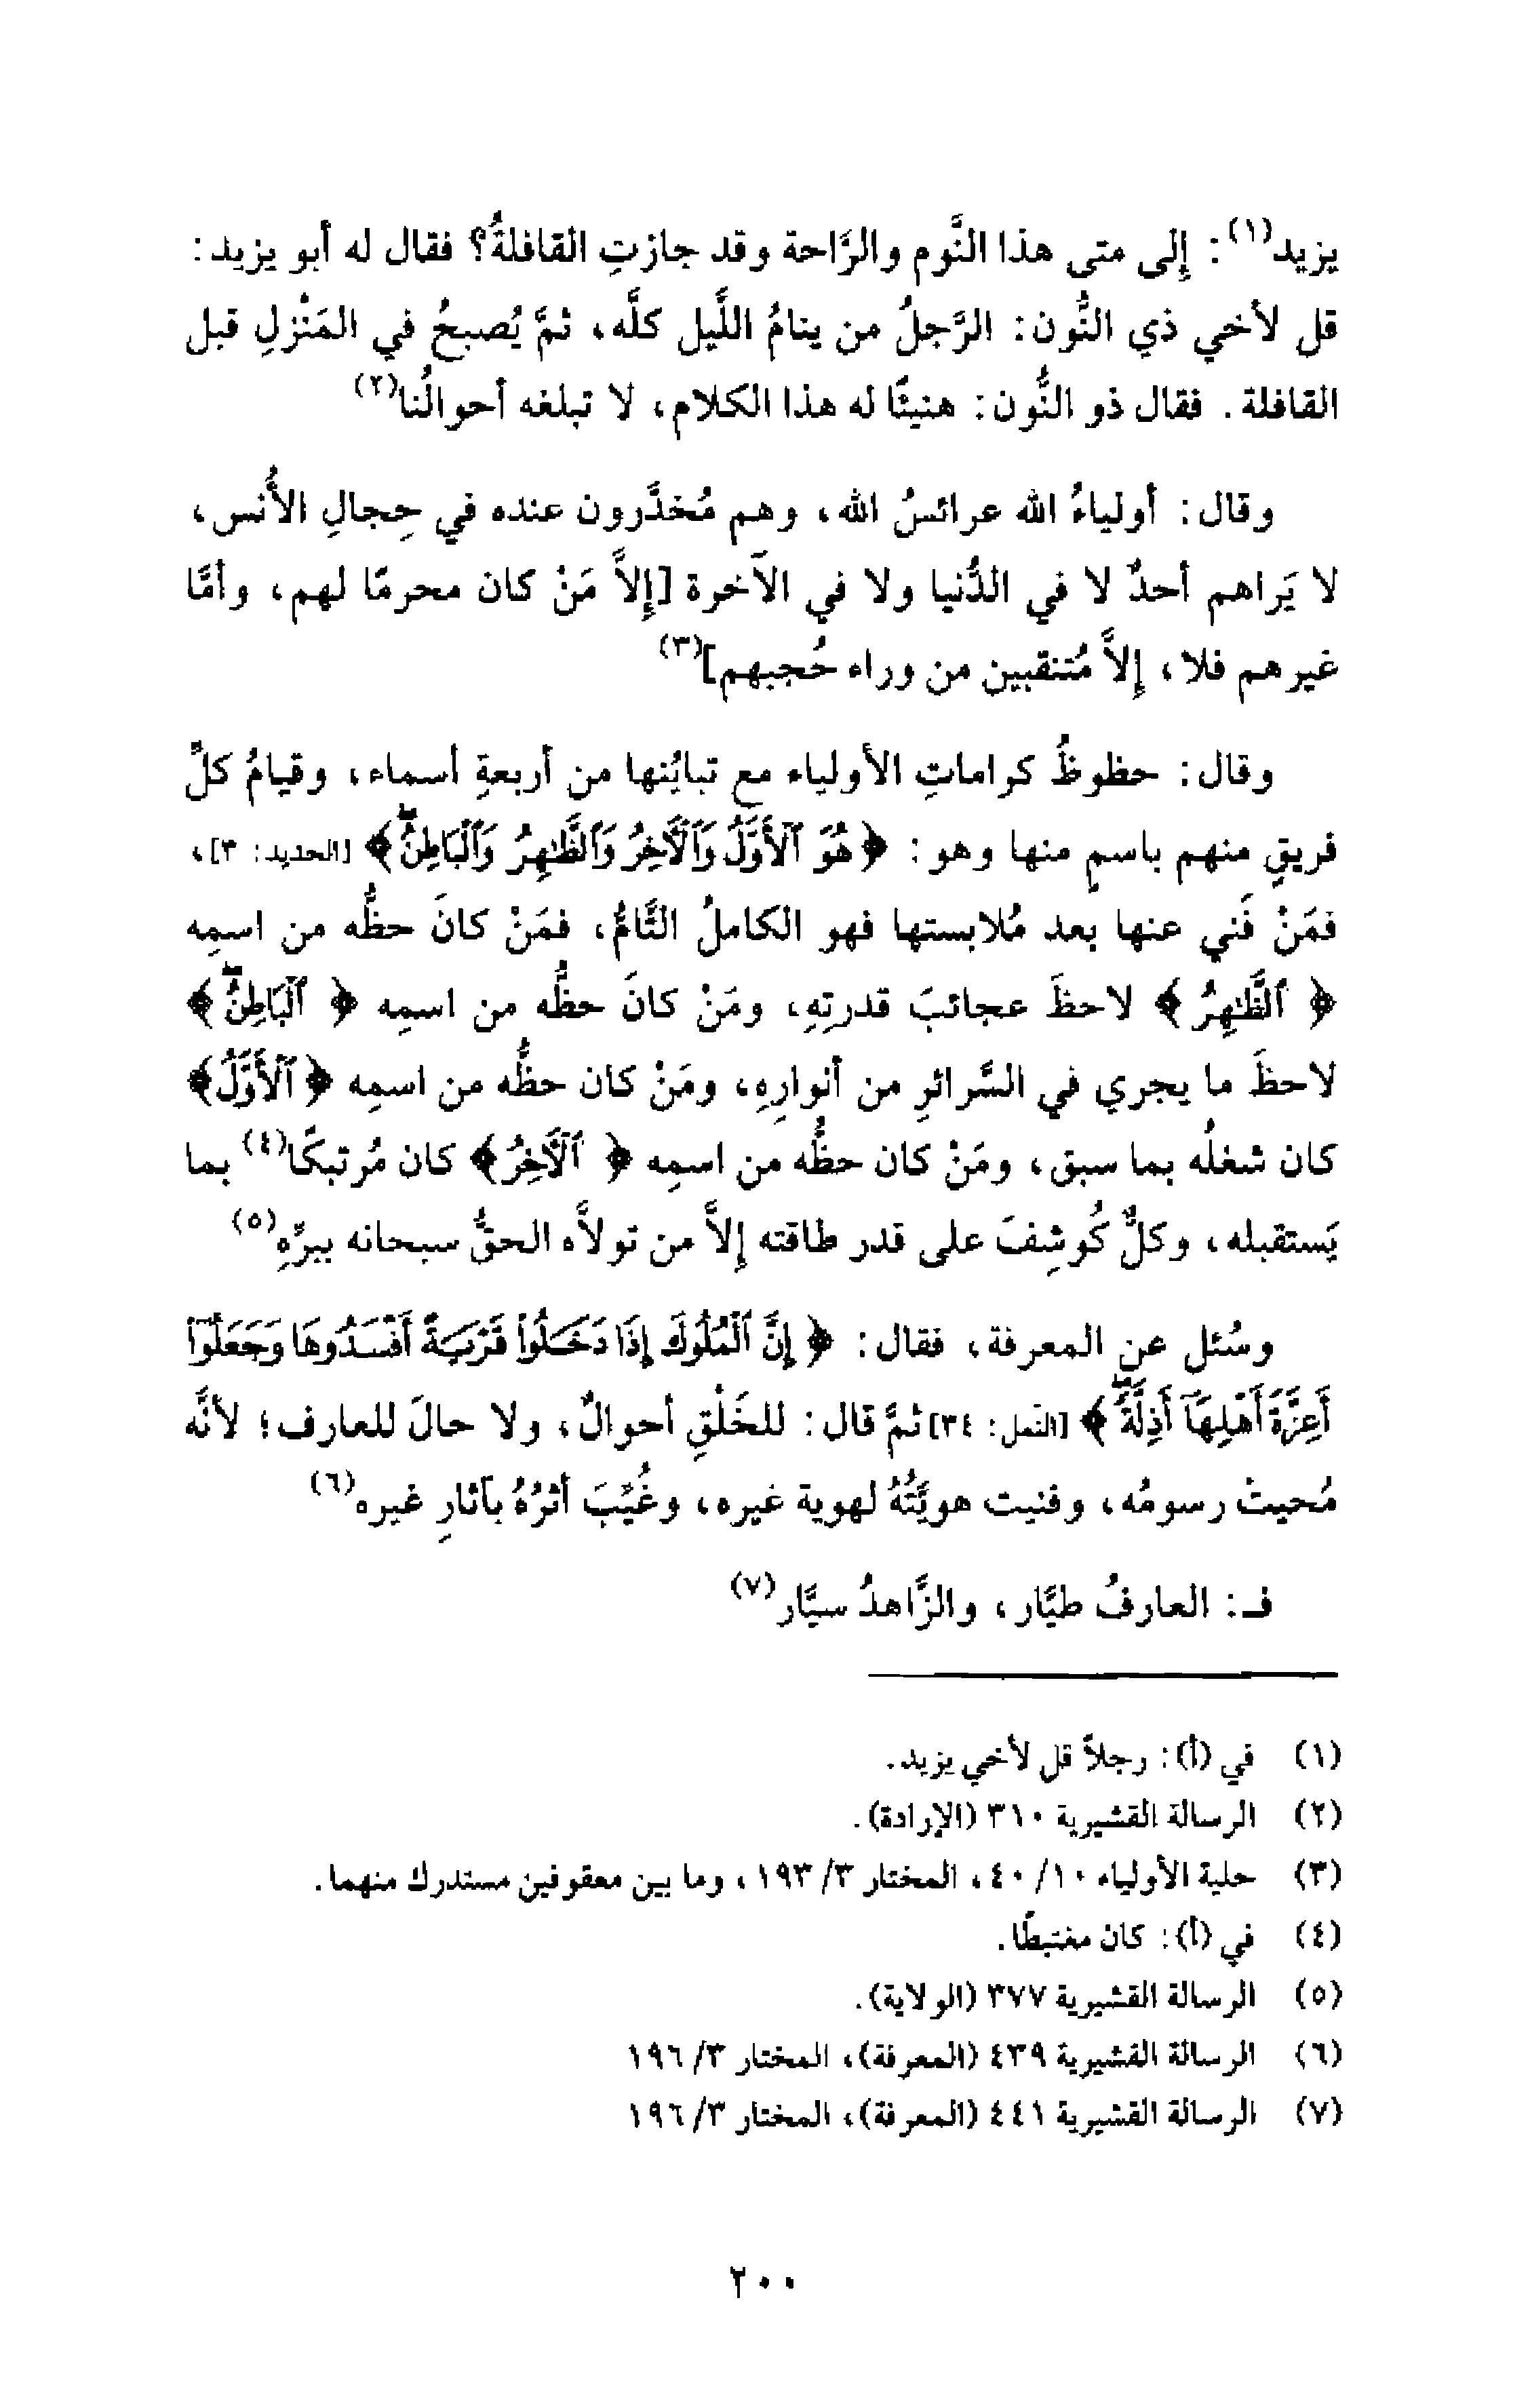 يزيد(١): إلى متى هذا النَّوم والرَّاحة وقد جازتِ القافلةُ؟ فقال له أبو يزيد:
قل لأخي ذي النُّون: الرَّجلُ من ينامُ اللَّيل كلَّه، ثمَّ يُصبحُ في المَنْزلِ قبل
القافلة. فقال ذو النُّون: هنيئًا له هذا الكلام، لا تبلغه أحوالُنا(٢)
وقال: أولياءُ الله عرائسُ الله، وهم مُخدَّرون عنده في حِجالِ الأُنس،
لا يَراهم أحدٌ لا في الدُّنيا ولا في الآخرة [إلاَّ مَنْ كان محرمًا لهم، وأمَّا
غيرهم فلا، إلاَّ مُتنقبين من وراء حُجبهم](٣)
وقال: حظوظُ كراماتِ الأولياء مع تبايُنها من أربعةِ أسماء، وقيامُ كلِّ
فريقٍ منهم باسمٍ منها وهو: ﴿هُوَ ٱلْأَوَّلُ وَٱلْآخِرُ وَٱلظَّٰهِرُ وَٱلْبَاطِنُۖ﴾ [الحديد: ٣]،
فمَنْ فَني عنها بعد مُلابستها فهو الكاملُ التَّامُّ، فمَنْ كانَ حظُّه من اسمِه
﴿ ٱلظَّٰهِرُ ﴾ لاحظَ عجائبَ قدرتِهِ، ومَنْ كانَ حظُّه من اسمِه ﴿ ٱلْبَاطِنُۖ ﴾
لاحظَ ما يجري في السَّرائرِ من أنوارِهِ، ومَنْ كان حظُّه من اسمِه ﴿ٱلْأَوَّلُ﴾
كان شغلُه بما سبق، ومَنْ كان حظُّه من اسمِه ﴿ ٱلْآخِرُ﴾ كان مُرتبكًا(٤) بما
يَستقبله، وكلٌّ كُوشِفَ على قدر طاقته إلاَّ من تولاَّه الحقُّ سبحانه ببرِّهِ(٥)
وسُئل عن المعرفة، فقال: ﴿ إِنَّ ٱلْمُلُوكَ إِذَا دَخَلُوا۟ قَرْيَةً أَفْسَدُوهَا وَجَعَلُوٓا۟
أَعِزَّةَ أَهْلِهَآ أَذِلَّةًۖ﴾ [النَّمل: ٣٤] ثمَّ قال: للخَلْقِ أحوالٌ، ولا حالَ للعارف؛ لأنَّه
مُحيتْ رسومُه، وفنيت هويَّتُهُ لهوية غيره، وغُيِّبَ أثرُهُ بآثارِ غيره(٦)
فـ: العارفُ طيَّار، والزَّاهدُ سيَّار(٧)
(١) في (أ): رجلاً قل لأخي يزيد.
(٢) الرسالة القشيرية ٣١٠ (الإرادة).
(٣) حلية الأولياء ١٠/ ٤٠، المختار ٣/ ١٩٣، وما بين معقوفين مستدرك منهما.
(٤) في (أ): كان مغتبطًا.
(٥) الرسالة القشيرية ٣٧٧ (الولاية).
(٦) الرسالة القشيرية ٤٣٩ (المعرفة)، المختار ٣/ ١٩٦
(٧) الرسالة القشيرية ٤٤١ (المعرفة)، المختار ٣/ ١٩٦
٢٠٠